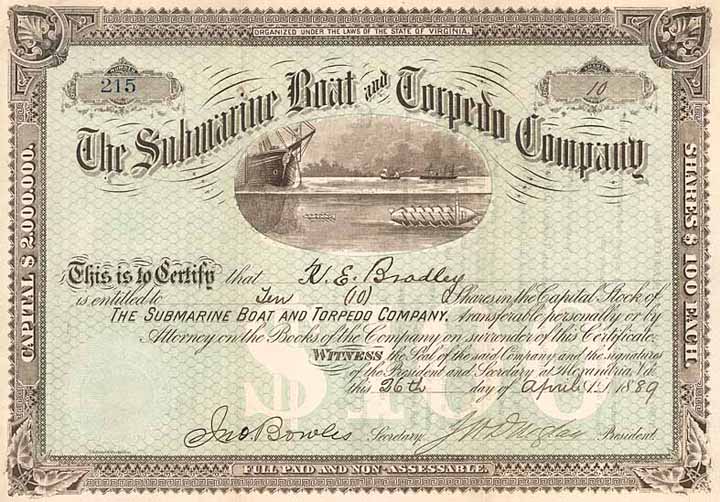 ORGANIZED UNDER THE LAWS OF THE STATE OF VIRGINIA.
NUMBER
215
SHARES
10
The Submarine Boat and Torpedo Company
CAPITAL $2,000,000.
SHARES $100 EACH.
This is to Certify that H. E. Bradley
is entitled to Ten (10) Shares in the Capital Stock of
THE SUBMARINE BOAT AND TORPEDO COMPANY, transferable personally or by
Attorney on the Books of the Company on surrender of this Certificate.
WITNESS the Seal of the said Company and the signatures
of the President and Secretary at Alexandria, Va.
this 26th day of April 1889
$100
Jno. Bowles Secretary. President.
FULL PAID AND NON-ASSESSABLE.